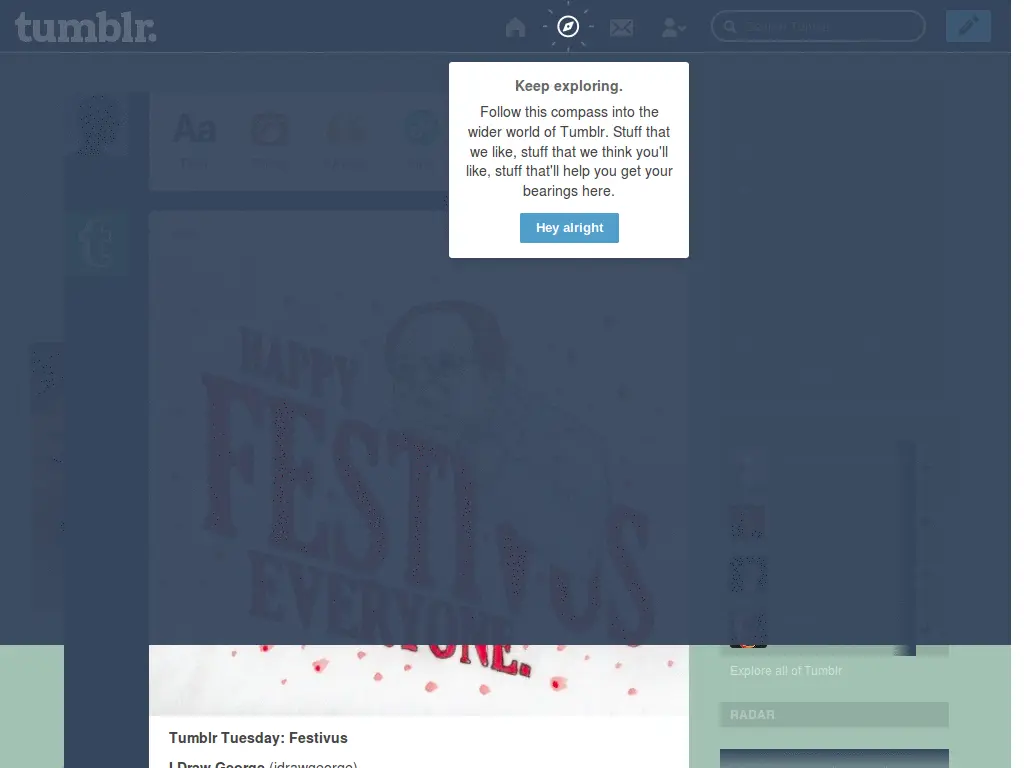 tumblr.
Search Tumblr
Keep exploring.
Follow this compass into the
wider world of Tumblr. Stuff that
we like, stuff that we think you'll
like, stuff that'll help you get your
bearings here.
Hey alright
Aa
Text
t
HAPPY
FESTIVUS
EVERYONE.
Explore all of Tumblr
RADAR
Tumblr Tuesday: Festivus
I Draw George (idrawgeorge)